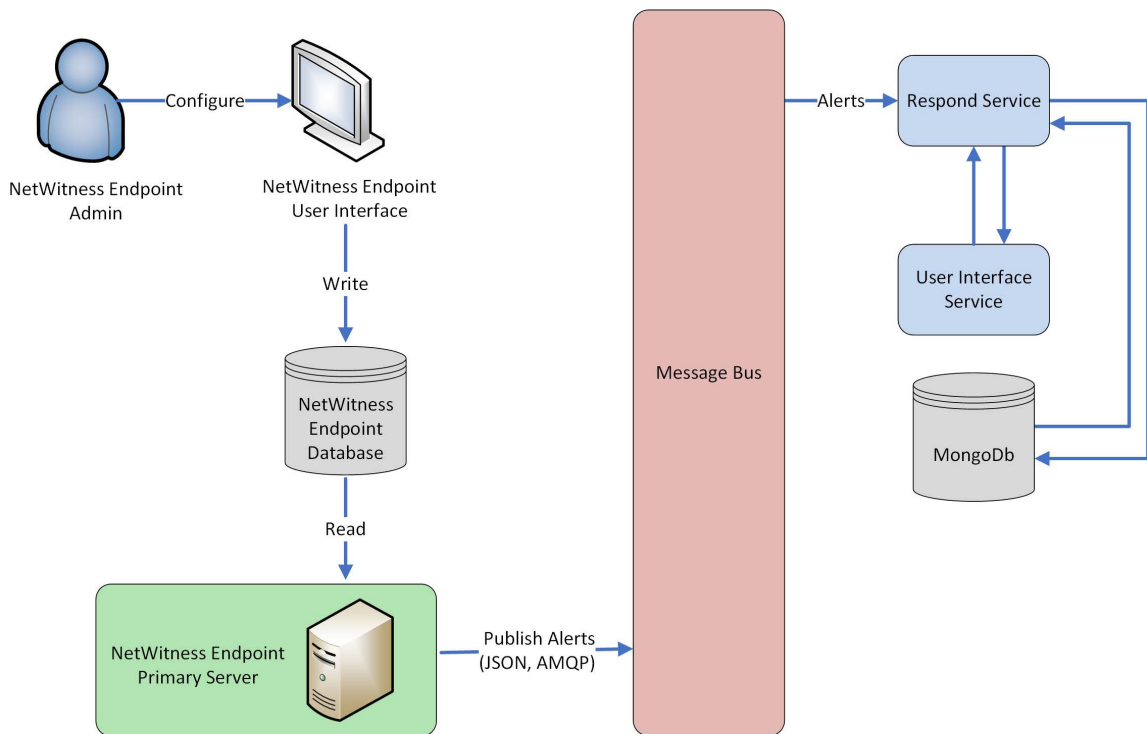 Configure
NetWitness Endpoint
Admin
NetWitness Endpoint
User Interface
Write
NetWitness
Endpoint
Database
Read
NetWitness Endpoint
Primary Server
Publish Alerts
(JSON, AMQP)
Message Bus
Alerts
Respond Service
User Interface
Service
MongoDb